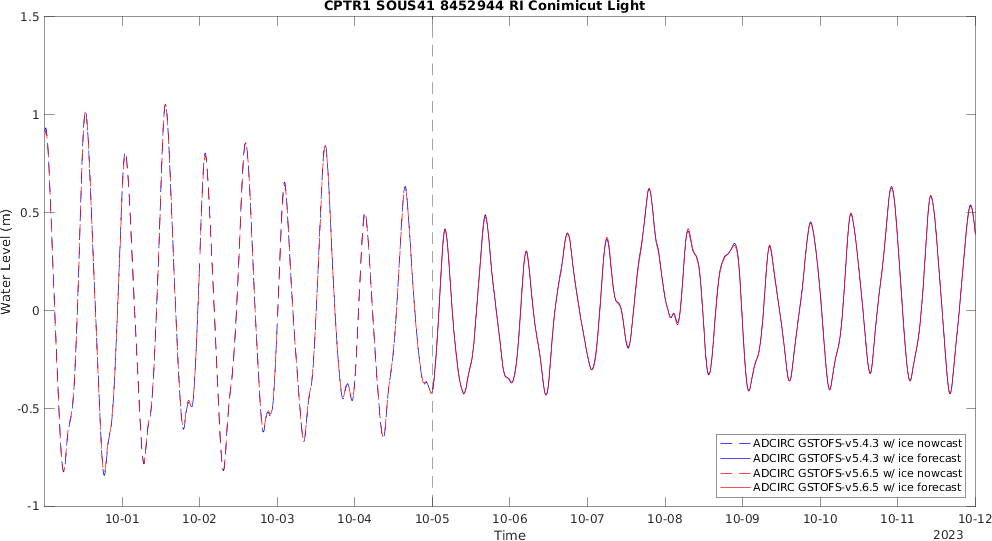 CPTR1 SOUS41 8452944 RI Conimicut Light
1.5
1
0.5
0
-0.5
-1
Water Level (m)
10-01 10-02 10-03 10-04 10-05 10-06 10-07 10-08 10-09 10-10 10-11 10-12
Time
2023
ADCIRC GSTOFS-v5.4.3 w/ ice nowcast
ADCIRC GSTOFS-v5.4.3 w/ ice forecast
ADCIRC GSTOFS-v5.6.5 w/ ice nowcast
ADCIRC GSTOFS-v5.6.5 w/ ice forecast